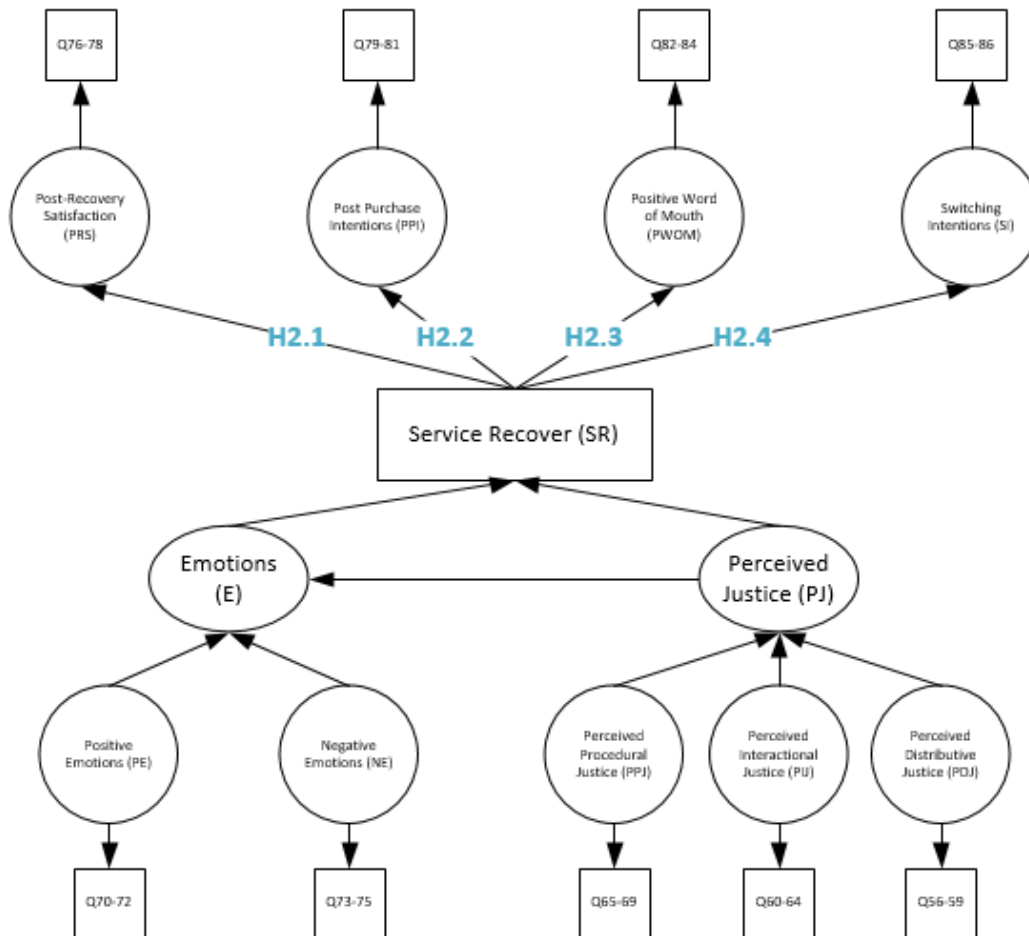 Q76-78
Q79-81
Q82-84
Q85-86
Post-Recovery
Satisfaction
(PRS)
Post Purchase
Intentions (PPI)
Positive Word
of Mouth
(PWOM)
Switching
Intentions (SI)
H2.1
H2.2
H2.3
H2.4
Service Recover (SR)
Emotions
(E)
Perceived
Justice (PJ)
Positive
Emotions (PE)
Negative
Emotions (NE)
Perceived
Procedural
Justice (PPJ)
Perceived
Interactional
Justice (PIJ)
Perceived
Distributive
Justice (PDJ)
Q70-72
Q73-75
Q65-69
Q60-64
Q56-59